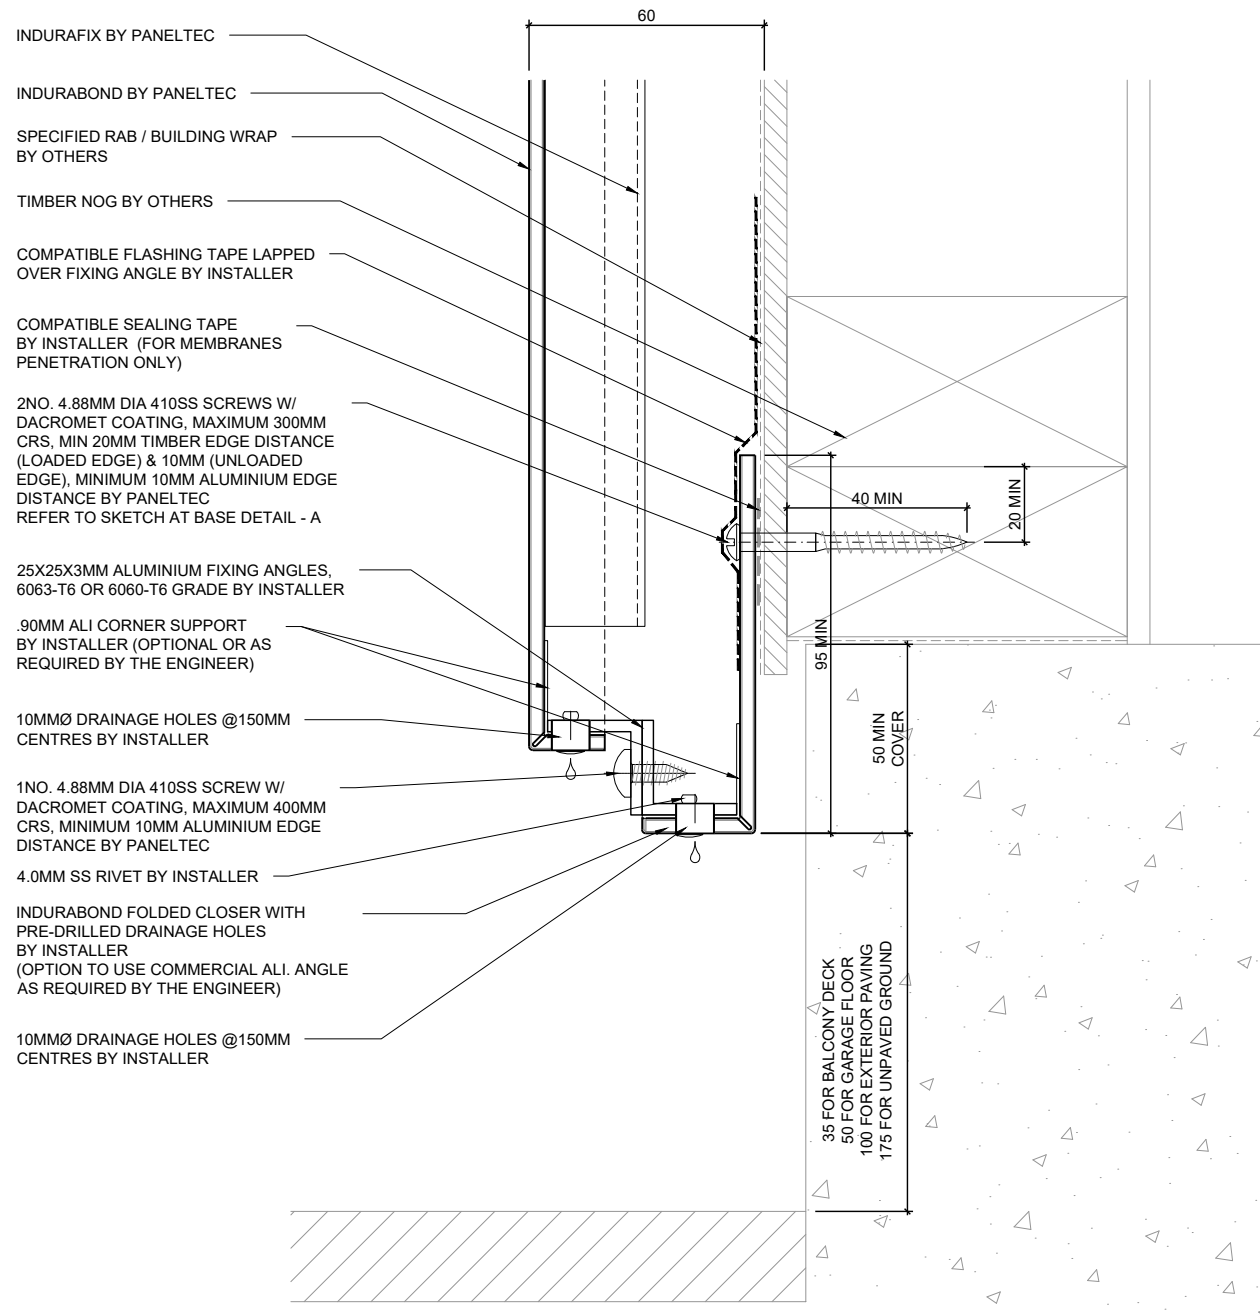 60
INDURAFIX BY PANELTEC
INDURABOND BY PANELTEC
SPECIFIED RAB / BUILDING WRAP
BY OTHERS
TIMBER NOG BY OTHERS
COMPATIBLE FLASHING TAPE LAPPED
OVER FIXING ANGLE BY INSTALLER
COMPATIBLE SEALING TAPE
BY INSTALLER (FOR MEMBRANES
PENETRATION ONLY)
2NO. 4.88MM DIA 410SS SCREWS W/
DACROMET COATING, MAXIMUM 300MM
CRS, MIN 20MM TIMBER EDGE DISTANCE
(LOADED EDGE) & 10MM (UNLOADED
EDGE), MINIMUM 10MM ALUMINIUM EDGE
DISTANCE BY PANELTEC
REFER TO SKETCH AT BASE DETAIL - A
25X25X3MM ALUMINIUM FIXING ANGLES,
6063-T6 OR 6060-T6 GRADE BY INSTALLER
.90MM ALI CORNER SUPPORT
BY INSTALLER (OPTIONAL OR AS
REQUIRED BY THE ENGINEER)
10MMØ DRAINAGE HOLES @150MM
CENTRES BY INSTALLER
1NO. 4.88MM DIA 410SS SCREW W/
DACROMET COATING, MAXIMUM 400MM
CRS, MINIMUM 10MM ALUMINIUM EDGE
DISTANCE BY PANELTEC
4.0MM SS RIVET BY INSTALLER
INDURABOND FOLDED CLOSER WITH
PRE-DRILLED DRAINAGE HOLES
BY INSTALLER
(OPTION TO USE COMMERCIAL ALI. ANGLE
AS REQUIRED BY THE ENGINEER)
10MMØ DRAINAGE HOLES @150MM
CENTRES BY INSTALLER
40 MIN
20 MIN
95 MIN
50 MIN
COVER
35 FOR BALCONY DECK
50 FOR GARAGE FLOOR
100 FOR EXTERIOR PAVING
175 FOR UNPAVED GROUND